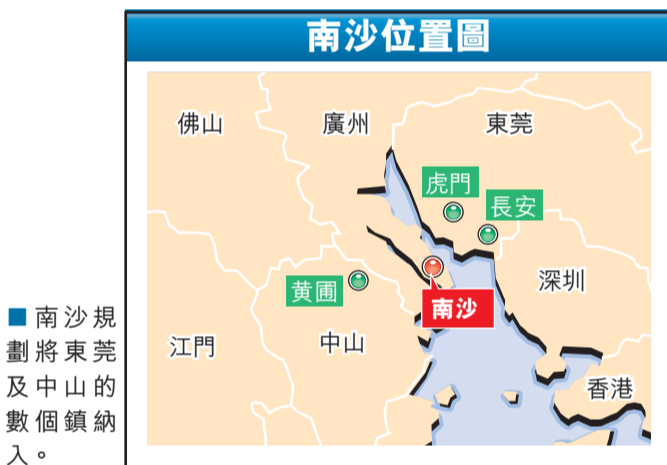 南沙位置圖
佛山
廣州
東莞
虎門
長安
黄圃
南沙
深圳
江門
中山
香港
■南沙規
劃將東莞
及中山的
數個鎮納
入。